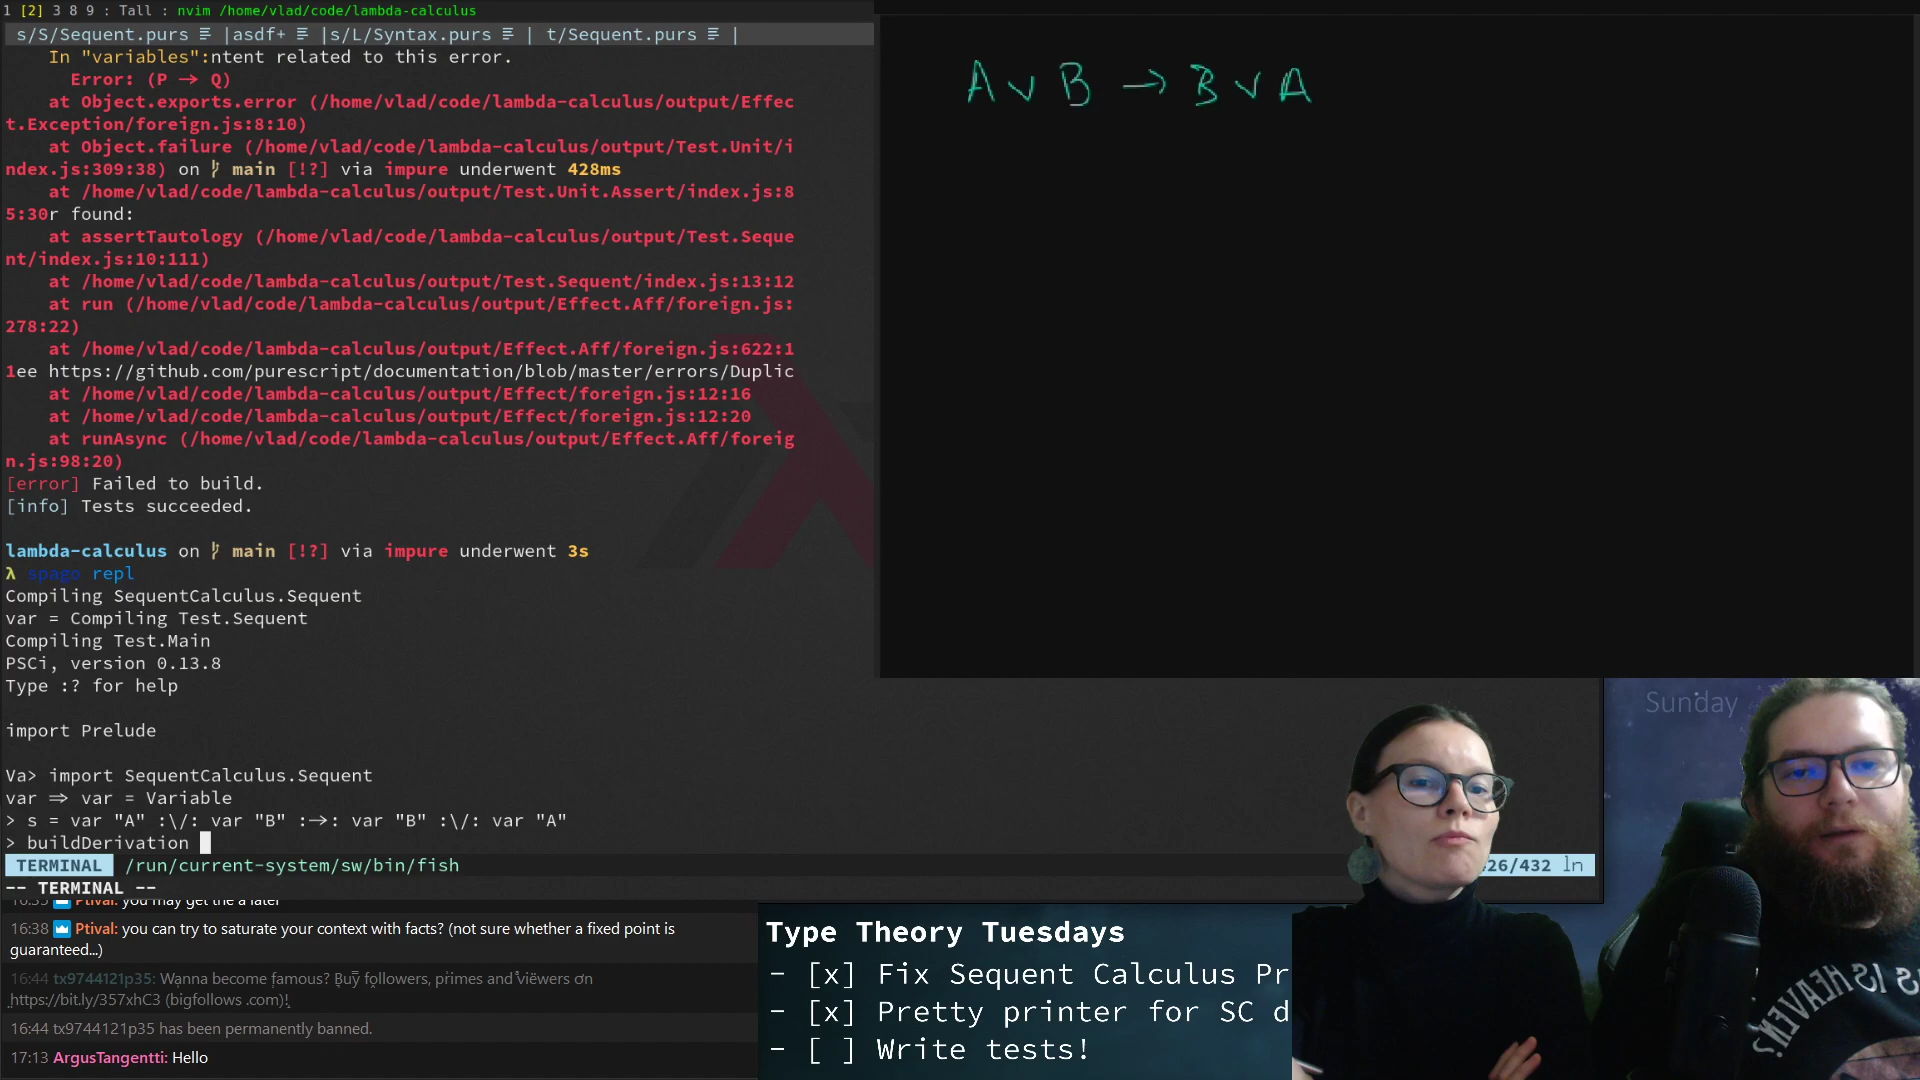 1 [2] 3 8 9 : Tall : nvim /home/vlad/code/lambda-calculus
s/S/Sequent.purs |asdf+ |s/L/Syntax.purs | t/Sequent.purs |
In "variables":ntent related to this error.
Error: (P → Q)
at Object.exports.error (/home/vlad/code/lambda-calculus/output/Effec
t.Exception/foreign.js:8:10)
at Object.failure (/home/vlad/code/lambda-calculus/output/Test.Unit/i
ndex.js:309:38) on main [!?] via impure underwent 428ms
at /home/vlad/code/lambda-calculus/output/Test.Unit.Assert/index.js:8
5:30r found:
at assertTautology (/home/vlad/code/lambda-calculus/output/Test.Seque
nt/index.js:10:111)
at /home/vlad/code/lambda-calculus/output/Test.Sequent/index.js:13:12
at run (/home/vlad/code/lambda-calculus/output/Effect.Aff/foreign.js:
278:22)
at /home/vlad/code/lambda-calculus/output/Effect.Aff/foreign.js:622:1
1ee https://github.com/purescript/documentation/blob/master/errors/Duplic
at /home/vlad/code/lambda-calculus/output/Effect/foreign.js:12:16
at /home/vlad/code/lambda-calculus/output/Effect/foreign.js:12:20
at runAsync (/home/vlad/code/lambda-calculus/output/Effect.Aff/foreig
n.js:98:20)
[error] Failed to build.
[info] Tests succeeded.
lambda-calculus on main [!?] via impure underwent 3s
λ spago repl
Compiling SequentCalculus.Sequent
var = Compiling Test.Sequent
Compiling Test.Main
PSCi, version 0.13.8
Type :? for help
import Prelude
Va> import SequentCalculus.Sequent
var ⇒ var = Variable
> s = var "A" :\/: var "B" :→: var "B" :\/: var "A"
> buildDerivation
TERMINAL /run/current-system/sw/bin/fish 26/432 ln
-- TERMINAL --
A ∨ B → B ∨ A
Sunday
16:35 Ptival: you may get the a later
16:38 Ptival: you can try to saturate your context with facts? (not sure whether a fixed point is
guaranteed...)
16:44 tx9744121p35: Wanna become famous? Buy followers, primes and viewers on
https://bit.ly/357xhC3 (bigfollows .com)!
16:44 tx9744121p35 has been permanently banned.
17:13 ArgusTangentti: Hello
Type Theory Tuesdays
- [x] Fix Sequent Calculus Pr
- [x] Pretty printer for SC d
- [ ] Write tests!